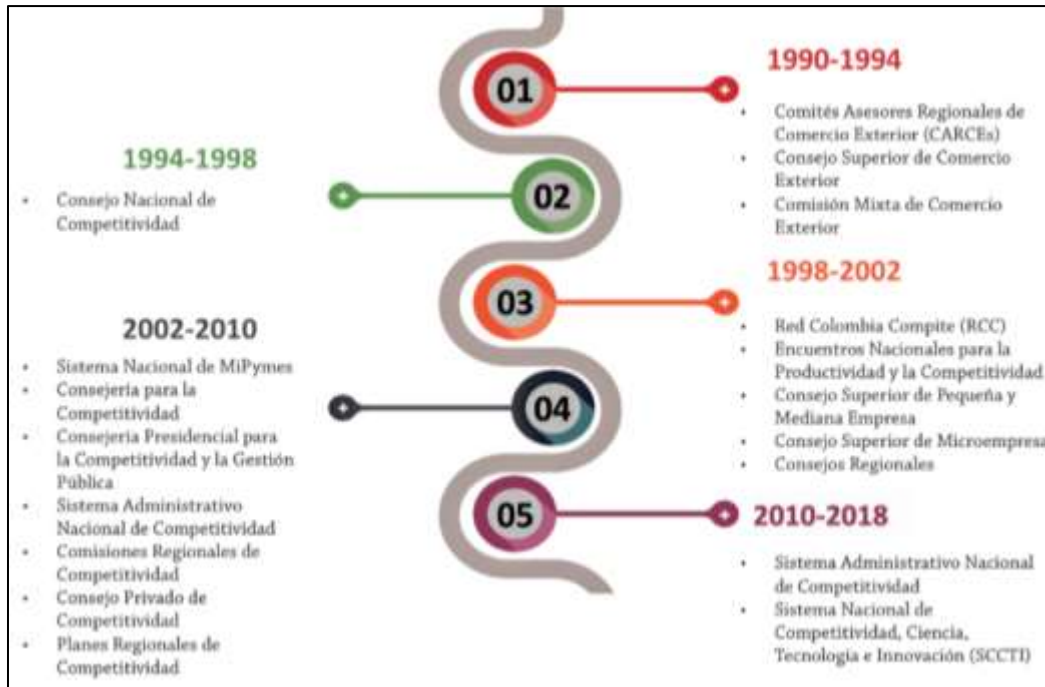 01
1990-1994
• Comités Asesores Regionales de
Comercio Exterior (CARCEs)
• Consejo Superior de Comercio
Exterior
• Comisión Mixta de Comercio
Exterior
1994-1998
• Consejo Nacional de
Competitividad
02
03
1998-2002
• Red Colombia Compite (RCC)
• Encuentros Nacionales para la
Productividad y la Competitividad
• Consejo Superior de Pequeña y
Mediana Empresa
• Consejo Superior de Microempresa
• Consejos Regionales
2002-2010
• Sistema Nacional de MiPymes
• Consejería para la
Competitividad
• Consejería Presidencial para
la Competitividad y la Gestión
Pública
• Sistema Administrativo
Nacional de Competitividad
• Comisiones Regionales de
Competitividad
• Consejo Privado de
Competitividad
• Planes Regionales de
Competitividad
04
05
2010-2018
• Sistema Administrativo Nacional
de Competitividad
• Sistema Nacional de
Competitividad, Ciencia,
Tecnología e Innovación (SCCTI)